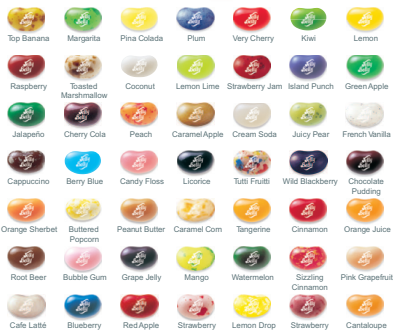 Top Banana Margarita Pina Colada Plum Very Cherry Kiwi Lemon
Raspberry Toasted Marshmallow Coconut Lemon Lime Strawberry Jam Island Punch Green Apple
Jalapeño Cherry Cola Peach Caramel Apple Cream Soda Juicy Pear French Vanilla
Cappuccino Berry Blue Candy Floss Licorice Tutti Fruitti Wild Blackberry Chocolate Pudding
Orange Sherbet Buttered Popcorn Peanut Butter Caramel Corn Tangerine Cinnamon Orange Juice
Root Beer Bubble Gum Grape Jelly Mango Watermelon Sizzling Cinnamon Pink Grapefruit
Cafe Latté Blueberry Red Apple Strawberry Lemon Drop Strawberry Cantaloupe